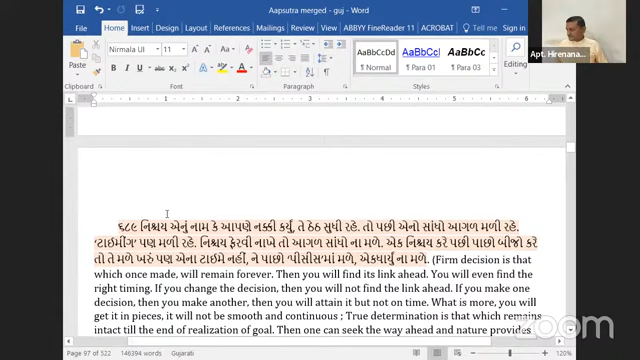 Aapsutra merged - guj - Word
File Home Insert Draw Design Layout References ABBYY FineReader 11 ACROBAT Tell me Share
Nirmala UI 11
AaBbCcDd AaBbCcI AaBbCc
Paste
¶ Normal ¶ Para 01 ¶ Para 03
Editing
Clipboard Font Paragraph Styles
Apt. Hirenana...
૬૮૯ નિશ્ચય એનું નામ કે આપણે નક્કી કર્યું, તે ઠેઠ સુધી રહે. તો પછી એનો સાંધો આગળ મળી રહે.
‘ટાઈમીંગ’ પણ મળી રહે. નિશ્ચય ફેરવી નાખે તો આગળ સાંધો ના મળે. એક નિશ્ચય કરે પછી પાછો બીજો કરે
તો તે મળે ખરું પણ એના ટાઇમે નહીં, ને પાછો ‘પીસીસ’માં મળે, એકધાર્યું ના મળે. (Firm decision is that
which once made, will remain forever. Then you will find its link ahead. You will even find the
right timing. If you change the decision, then you will not find the link ahead. If you make one
decision, then you make another, then you will attain it but not on time. What is more, you will
get it in pieces, it will not be smooth and continuous ; True determination is that which remains
intact till the end of realization of goal. Then one can seek the way ahead and nature provides
zoom
Page 97 of 522 146394 words Gujarati 120%